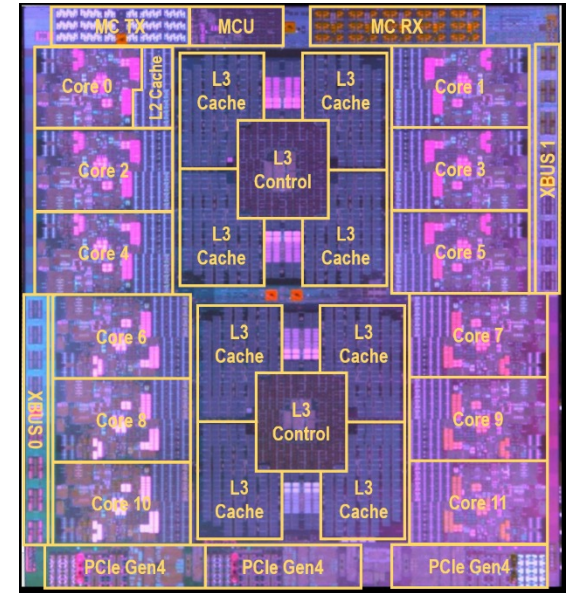 MC TX
MCU
MC RX
Core 0
L2 Cache
L3
Cache
L3
Cache
Core 1
XBUS 1
Core 2
L3
Control
Core 3
Core 4
L3
Cache
L3
Cache
Core 5
XBUS 0
Core 6
L3
Cache
L3
Cache
Core 7
Core 8
L3
Control
Core 9
Core 10
L3
Cache
L3
Cache
Core 11
PCIe Gen4
PCIe Gen4
PCIe Gen4